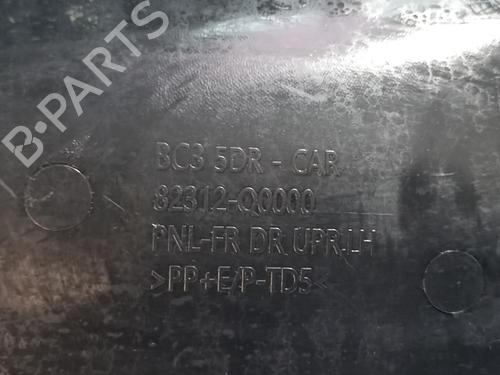 B-PARTS
BC3 5DR - CAR
82312-Q0000
PNL-FR DR UPR.LH
>PP+E/P-TD5<